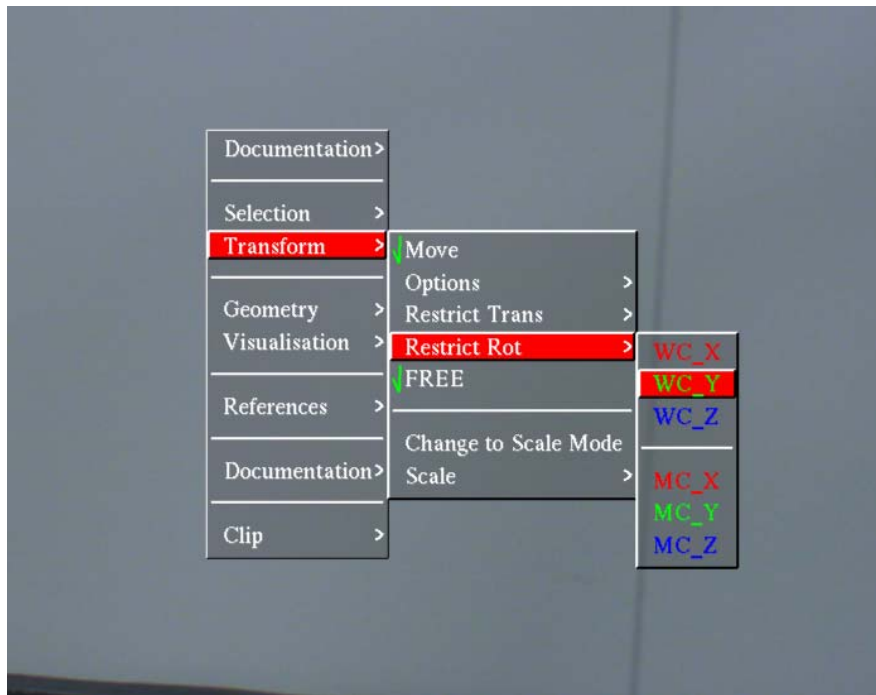 Documentation>
Selection >
Transform >
Geometry >
Visualisation >
References >
Documentation>
Clip >
√Move
Options >
Restrict Trans >
Restrict Rot >
√FREE
Change to Scale Mode
Scale >
WC_X
WC_Y
WC_Z
MC_X
MC_Y
MC_Z